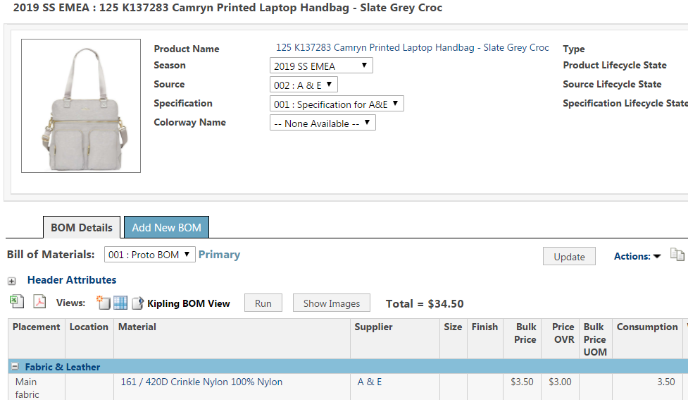 2019 SS EMEA : 125 K137283 Camryn Printed Laptop Handbag - Slate Grey Croc
Product Name 125 K137283 Camryn Printed Laptop Handbag - Slate Grey Croc Type
Season 2019 SS EMEA Product Lifecycle State
Source 002 : A & E Source Lifecycle State
Specification 001 : Specification for A&E Specification Lifecycle State
Colorway Name -- None Available --
BOM Details Add New BOM
Bill of Materials: 001 : Proto BOM Primary Update Actions:
Header Attributes
Views: Kipling BOM View Run Show Images Total = $34.50
Placement Location Material Supplier Size Finish Bulk Price Price OVR Bulk Price UOM Consumption
Fabric & Leather
Main fabric 161 / 420D Crinkle Nylon 100% Nylon A & E $3.50 $3.00 3.50